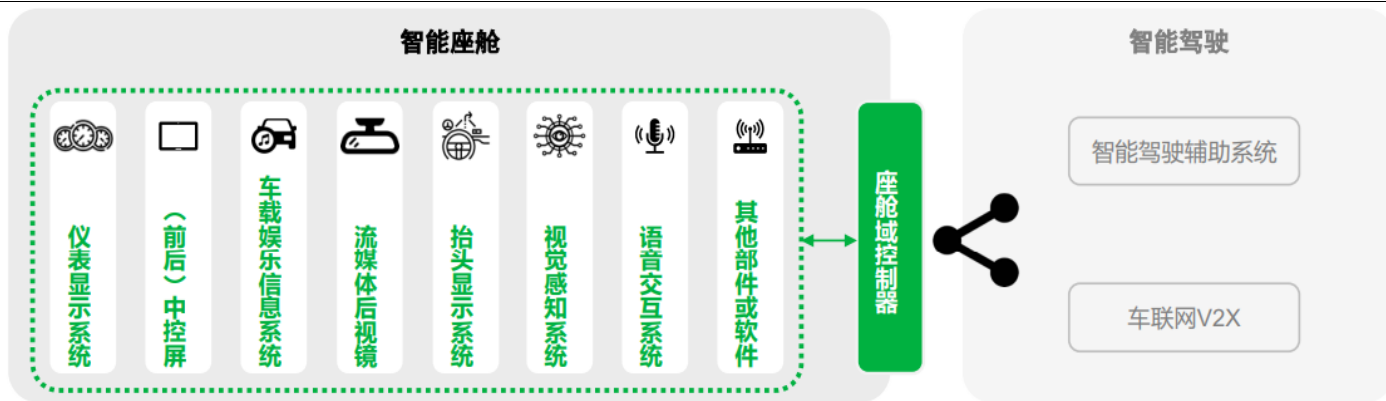 智能座舱
智能驾驶
仪表显示系统
（前后）中控屏
车载娱乐信息系统
流媒体后视镜
抬头显示系统
视觉感知系统
语音交互系统
其他部件或软件
座舱域控制器
智能驾驶辅助系统
车联网V2X